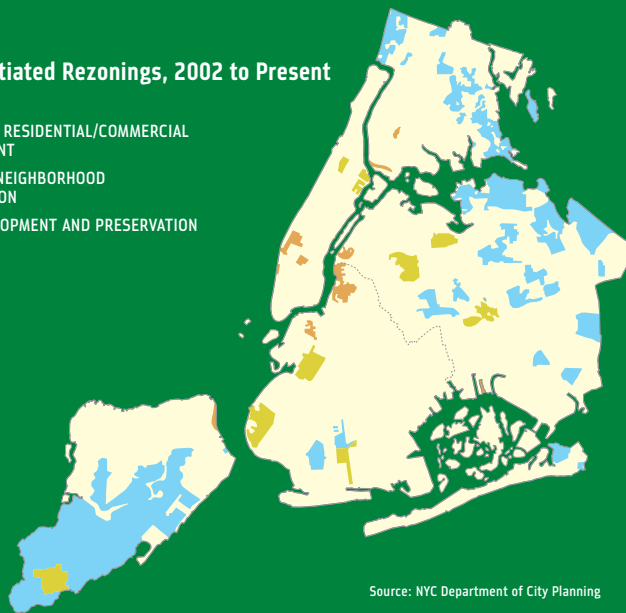 tiated Rezonings, 2002 to Present
RESIDENTIAL/COMMERCIAL
NT
NEIGHBORHOOD
ON
OPMENT AND PRESERVATION
Source: NYC Department of City Planning